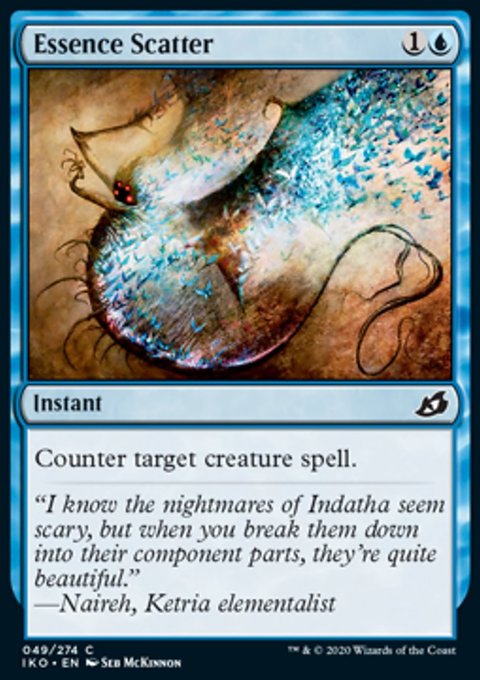 Essence Scatter 1
Instant
Counter target creature spell.
“I know the nightmares of Indatha seem
scary, but when you break them down
into their component parts, they’re quite
beautiful.”
—Naireh, Ketria elementalist
049/274 C
IKO • EN Seb McKinnon
™ & © 2020 Wizards of the Coast